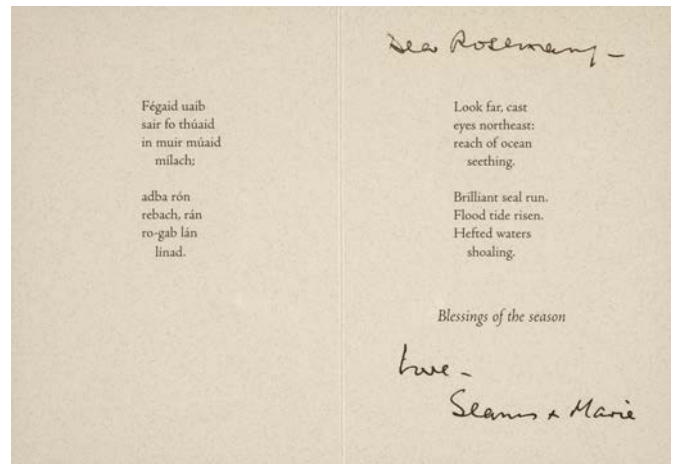 Fégaid uaib
sair fo thúaid
in muir múaid
mílach;
adba rón
rebach, rán
ro-gab lán
línad.
Dear Rosemary –
Look far, cast
eyes northeast:
reach of ocean
seething.
Brilliant seal run.
Flood tide risen.
Hefted waters
shoaling.
Blessings of the season
Love –
Seamus & Marie